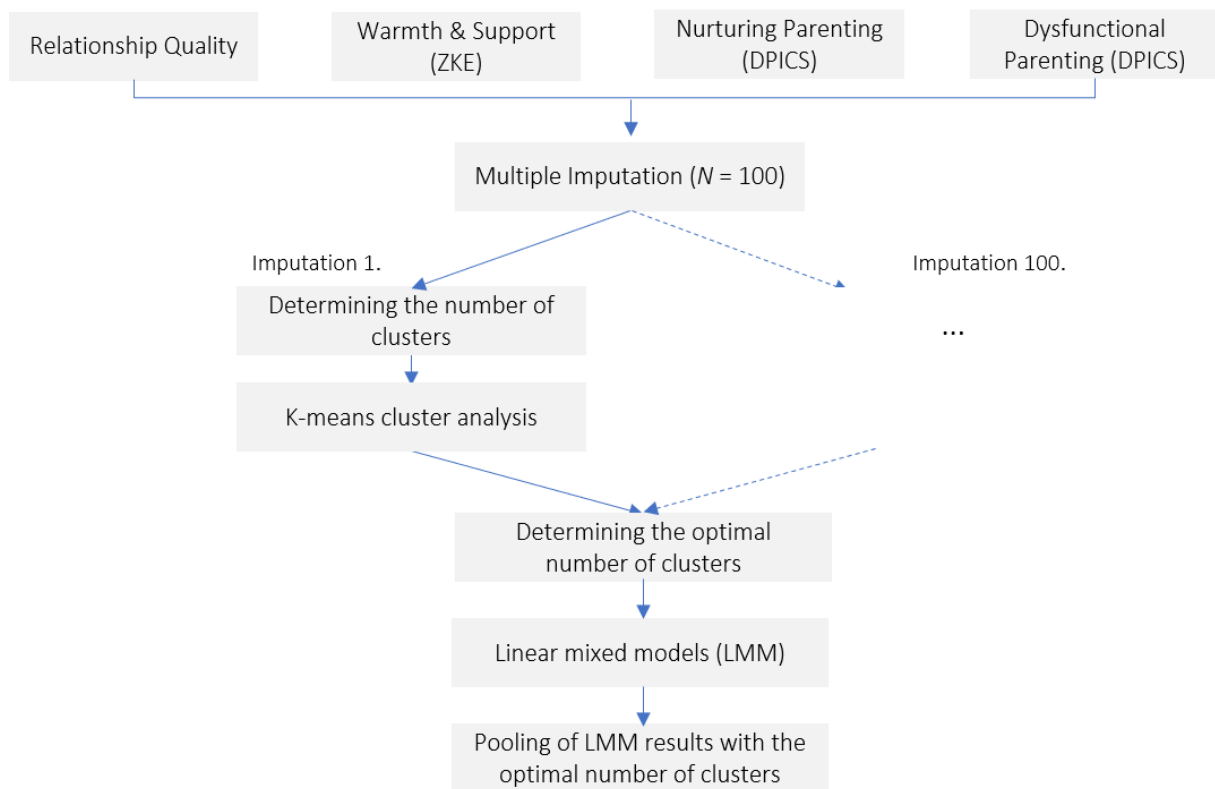 Relationship Quality
Warmth & Support
(ZKE)
Nurturing Parenting
(DPICS)
Dysfunctional
Parenting (DPICS)
Multiple Imputation (N = 100)
Imputation 1.
Imputation 100.
Determining the number of
clusters
...
K-means cluster analysis
Determining the optimal
number of clusters
Linear mixed models (LMM)
Pooling of LMM results with the
optimal number of clusters